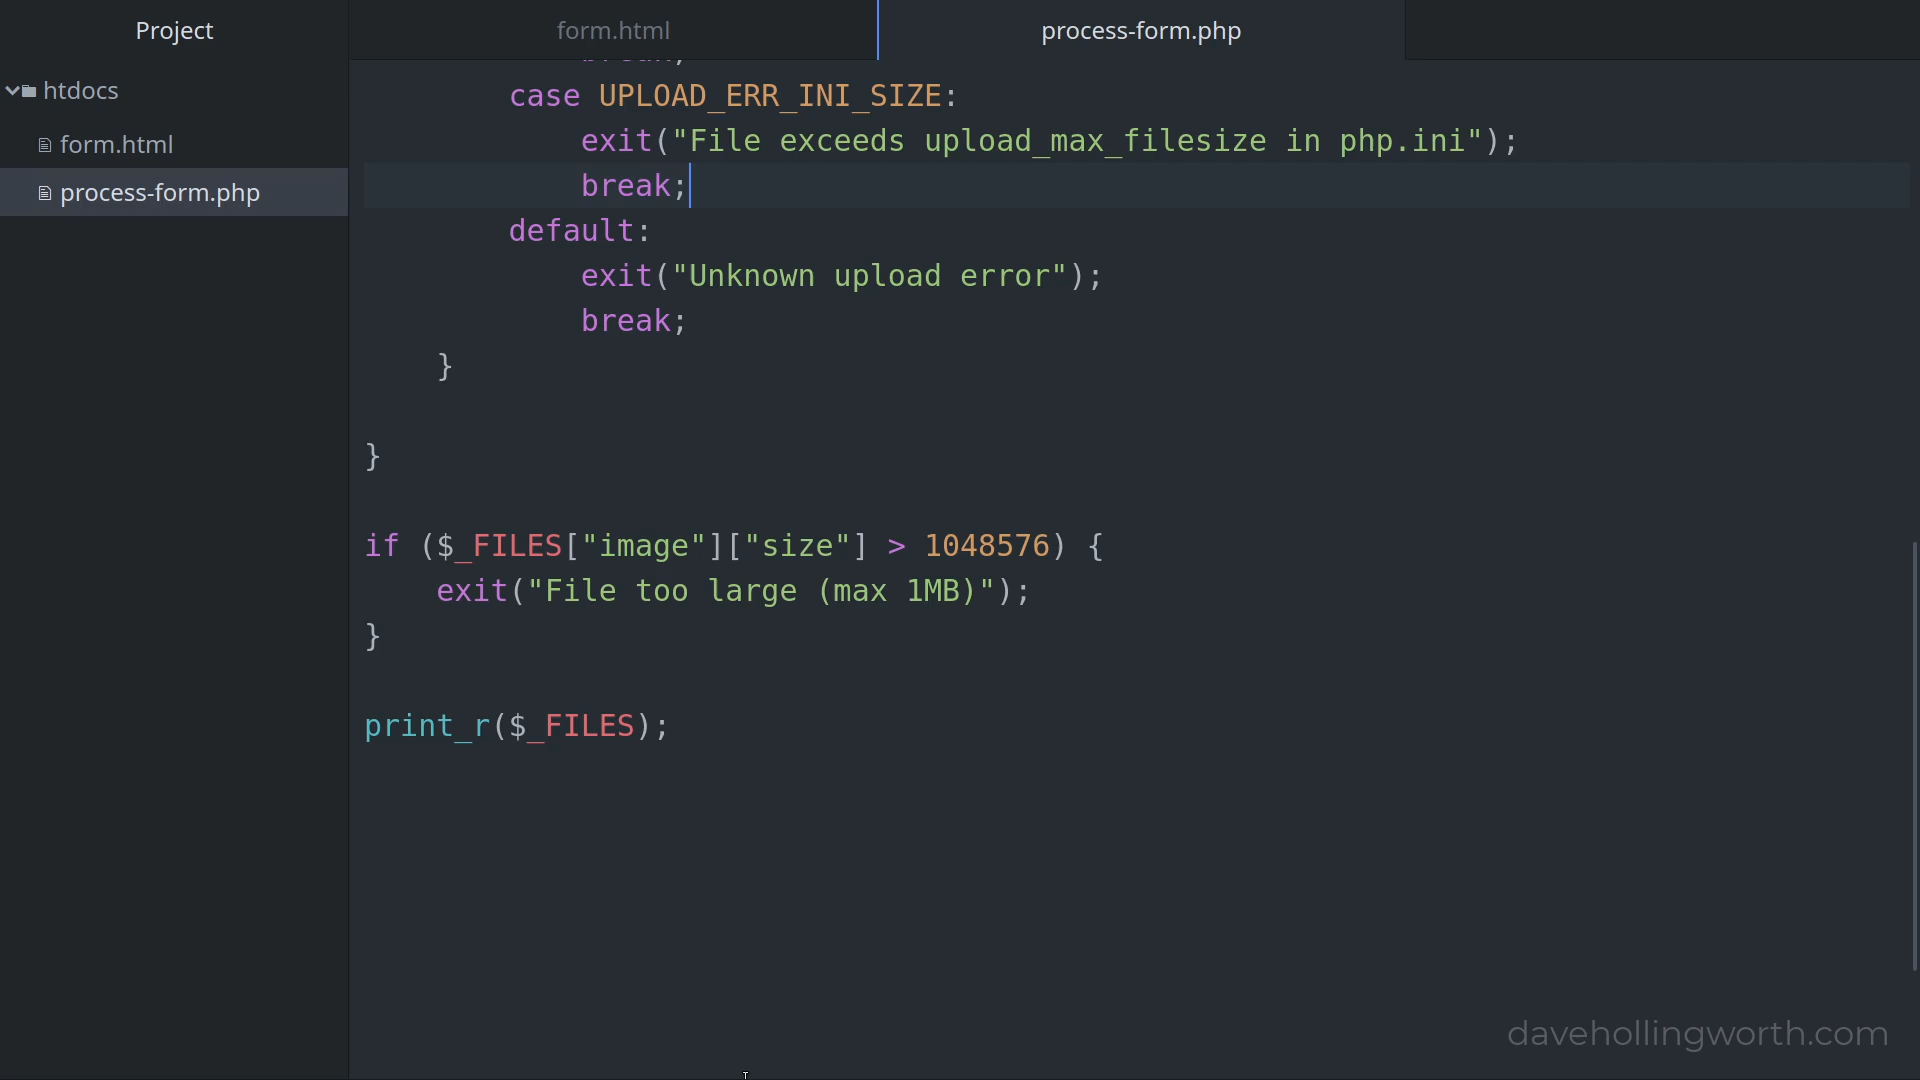 Project
form.html
process-form.php
htdocs
form.html
process-form.php
break;
case UPLOAD_ERR_INI_SIZE:
exit("File exceeds upload_max_filesize in php.ini");
break;
default:
exit("Unknown upload error");
break;
}
}
if ($_FILES["image"]["size"] > 1048576) {
exit("File too large (max 1MB)");
}
print_r($_FILES);
davehollingworth.com